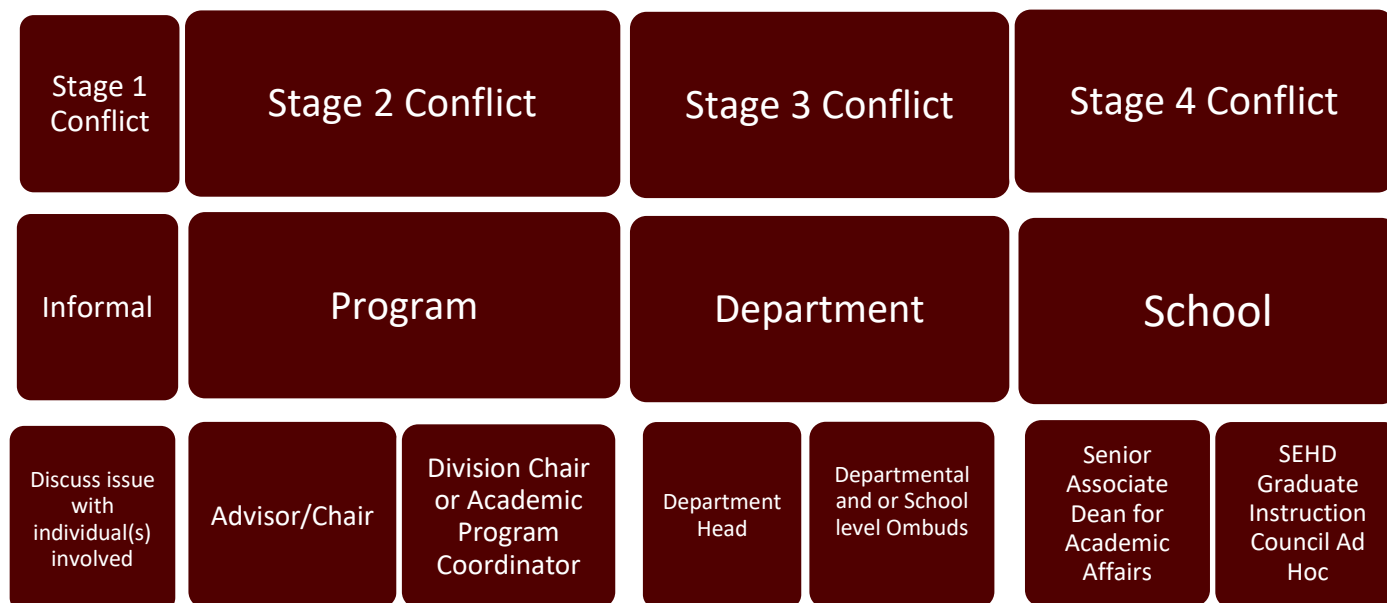 Stage 1
Conflict
Stage 2 Conflict
Stage 3 Conflict
Stage 4 Conflict
Informal
Program
Department
School
Discuss issue
with
individual(s)
involved
Advisor/Chair
Division Chair
or Academic
Program
Coordinator
Department
Head
Departmental
and or School
level Ombuds
Senior
Associate
Dean for
Academic
Affairs
SEHD
Graduate
Instruction
Council Ad
Hoc